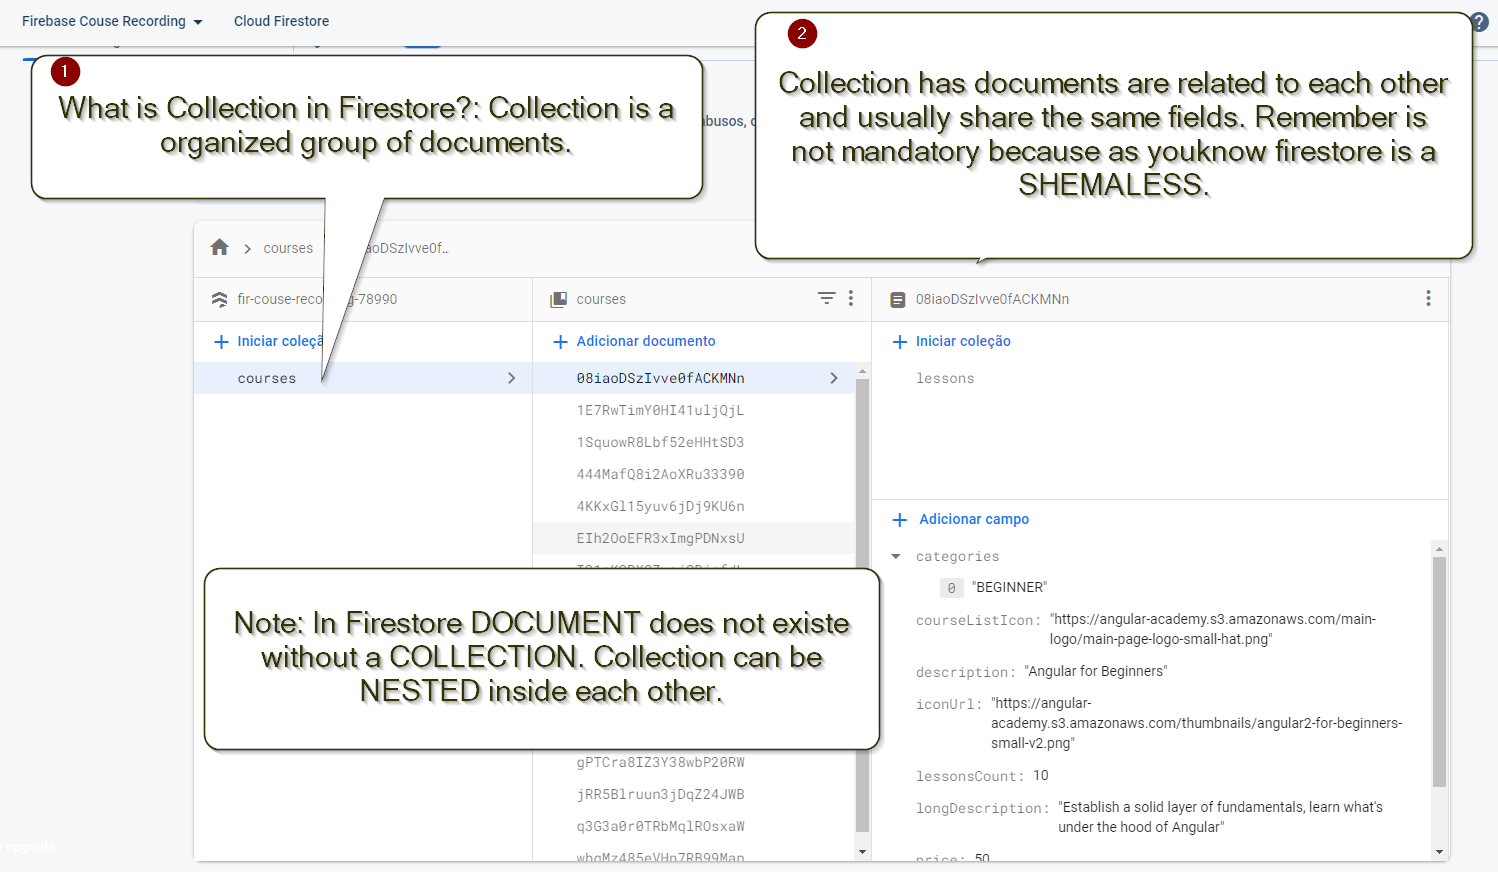 Firebase Couse Recording
Cloud Firestore
1
What is Collection in Firestore?: Collection is a
organized group of documents.
2
Collection has documents are related to each other
and usually share the same fields. Remember is
not mandatory because as youknow firestore is a
SHEMALESS.
abusos,
courses
aoDSzIvve0f...
fir-couse-reco g-78990
courses
08iaoDSzIvve0fACKMNn
Iniciar coleçã
Adicionar documento
Iniciar coleção
courses
08iaoDSzIvve0fACKMNn
lessons
1E7RwTimY0HI41uljQjL
1SquowR8Lbf52eHHtSD3
444MafQ8i2AoXRu33390
4KKxGl15yuv6jDj9KU6n
EIh2OoEFR3xImgPDNxsU
Adicionar campo
categories
0 "BEGINNER"
courseListIcon: "https://angular-academy.s3.amazonaws.com/main-
logo/main-page-logo-small-hat.png"
description: "Angular for Beginners"
iconUrl: "https://angular-
academy.s3.amazonaws.com/thumbnails/angular2-for-beginners-
small-v2.png"
lessonsCount: 10
longDescription: "Establish a solid layer of fundamentals, learn what's
under the hood of Angular"
price: 50
Note: In Firestore DOCUMENT does not existe
without a COLLECTION. Collection can be
NESTED inside each other.
gPTCra8IZ3Y38wbP20RW
jRR5Blruun3jDqZ24JWB
q3G3a0r0TRbMqlROsxaW
wbgMz485eVHn7RB99Man
upgrade